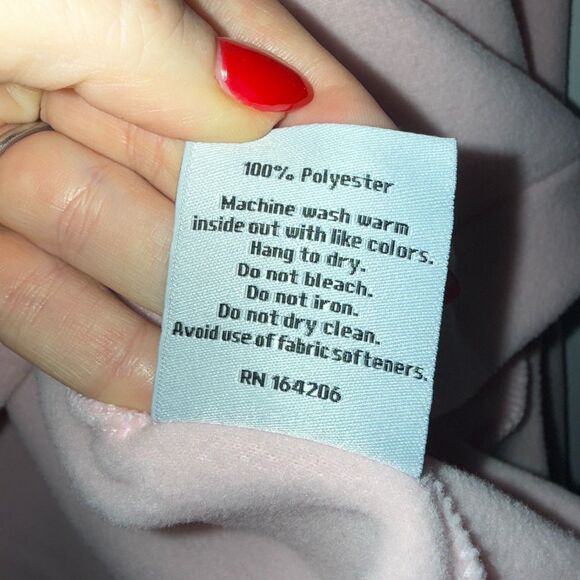 100% Polyester
Machine wash warm
inside out with like colors.
Hang to dry.
Do not bleach.
Do not iron.
Do not dry clean.
Avoid use of fabric softeners.
RN 164206